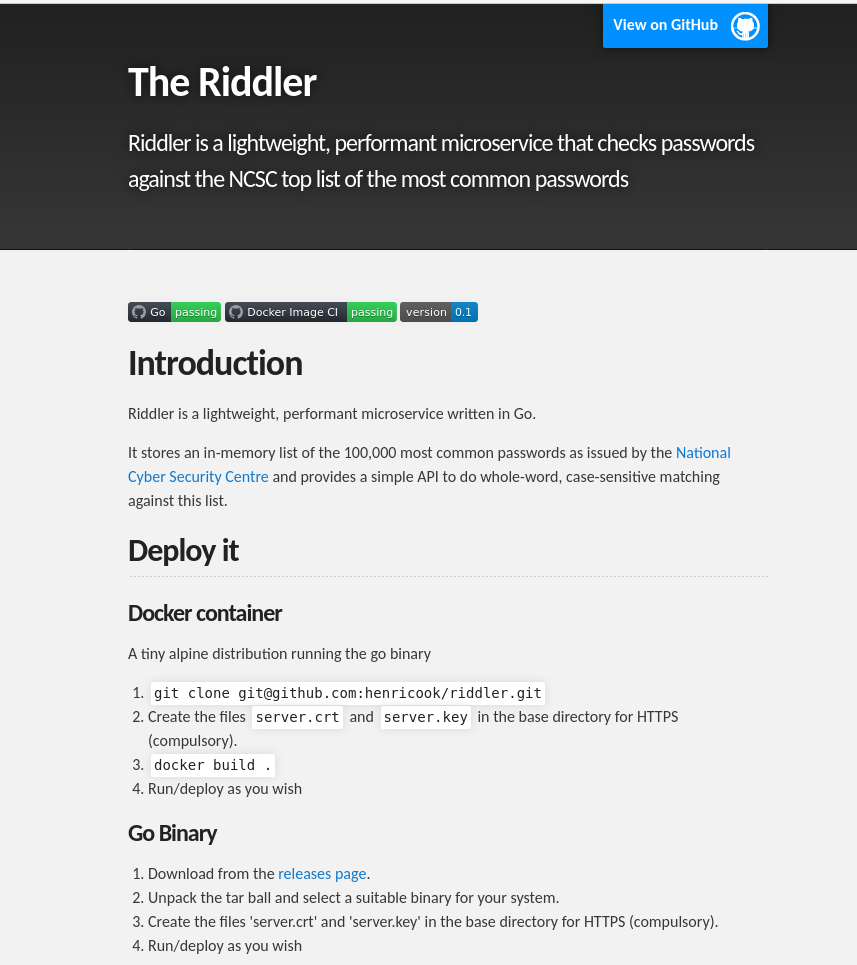 View on GitHub
The Riddler
Riddler is a lightweight, performant microservice that checks passwords
against the NCSC top list of the most common passwords
Go passing Docker Image CI passing version 0.1
Introduction
Riddler is a lightweight, performant microservice written in Go.
It stores an in-memory list of the 100,000 most common passwords as issued by the National
Cyber Security Centre and provides a simple API to do whole-word, case-sensitive matching
against this list.
Deploy it
Docker container
A tiny alpine distribution running the go binary
1. git clone git@github.com:henricook/riddler.git
2. Create the files server.crt and server.key in the base directory for HTTPS
(compulsory).
3. docker build .
4. Run/deploy as you wish
Go Binary
1. Download from the releases page.
2. Unpack the tar ball and select a suitable binary for your system.
3. Create the files 'server.crt' and 'server.key' in the base directory for HTTPS (compulsory).
4. Run/deploy as you wish